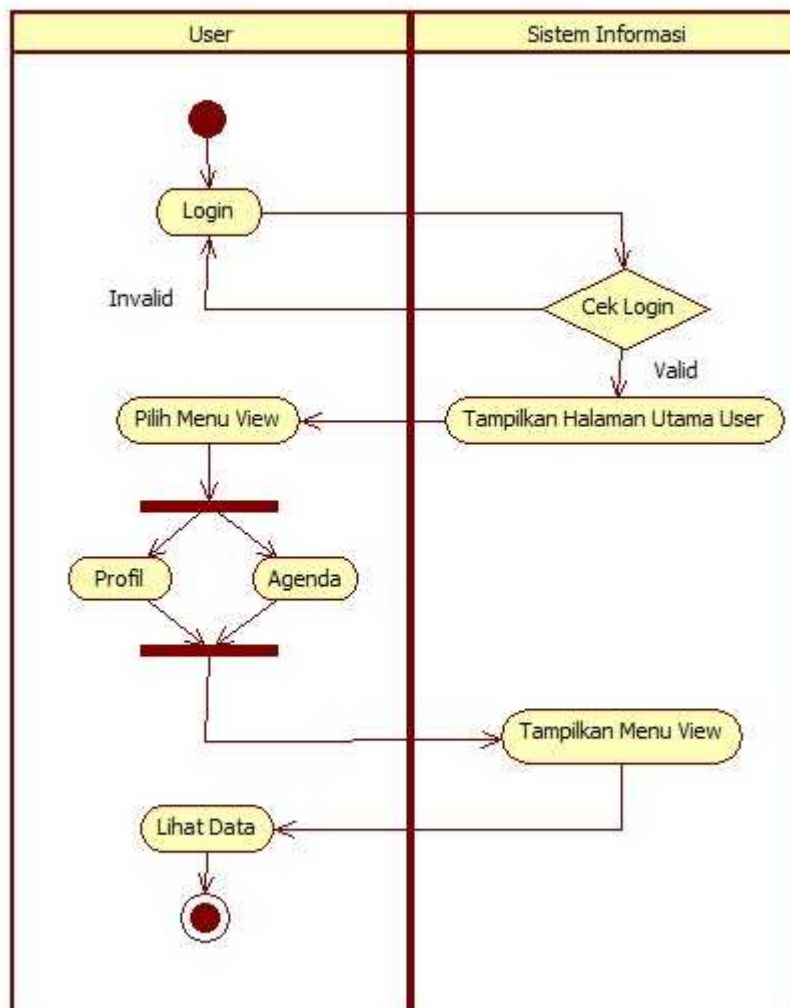 User
Sistem Informasi
Login
Invalid
Cek Login
Valid
Pilih Menu View
Tampilkan Halaman Utama User
Profil
Agenda
Tampilkan Menu View
Lihat Data